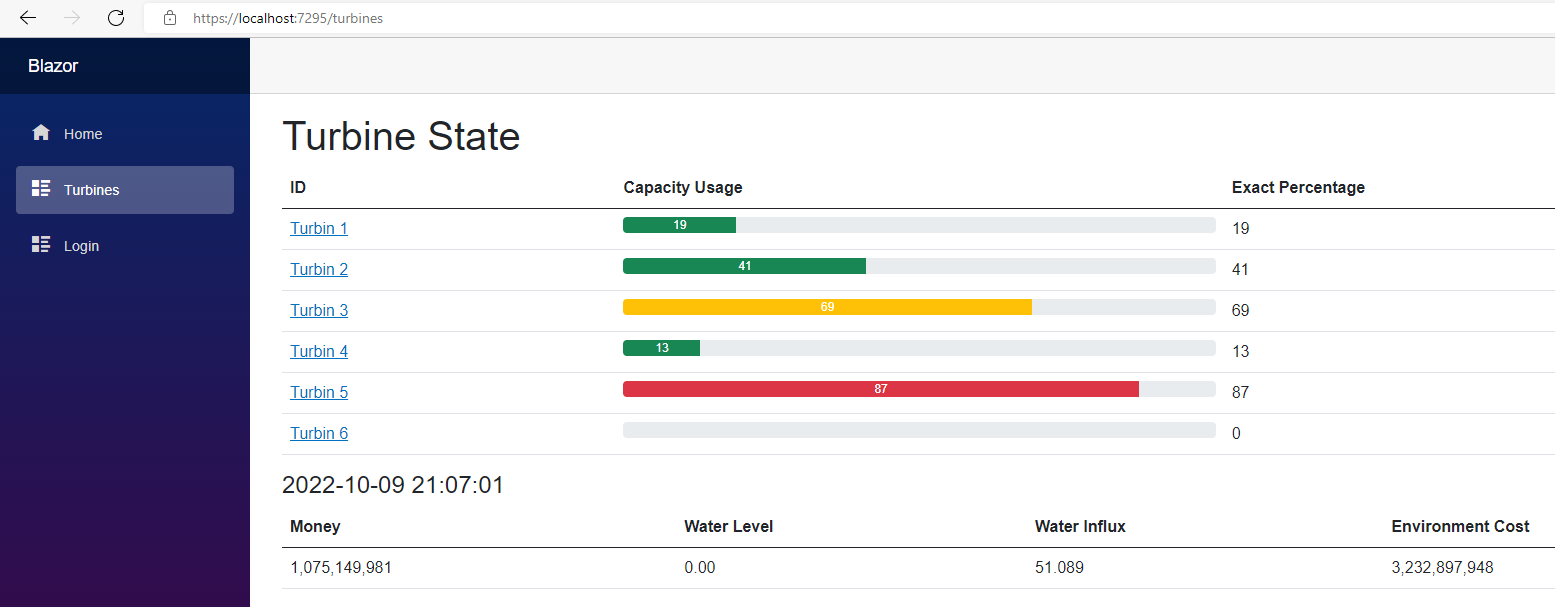 https://localhost:7295/turbines
Blazor
Home
Turbines
Login
Turbine State
ID Capacity Usage Exact Percentage
Turbin 1 19 19
Turbin 2 41 41
Turbin 3 69 69
Turbin 4 13 13
Turbin 5 87 87
Turbin 6 0
2022-10-09 21:07:01
Money Water Level Water Influx Environment Cost
1,075,149,981 0.00 51.089 3,232,897,948